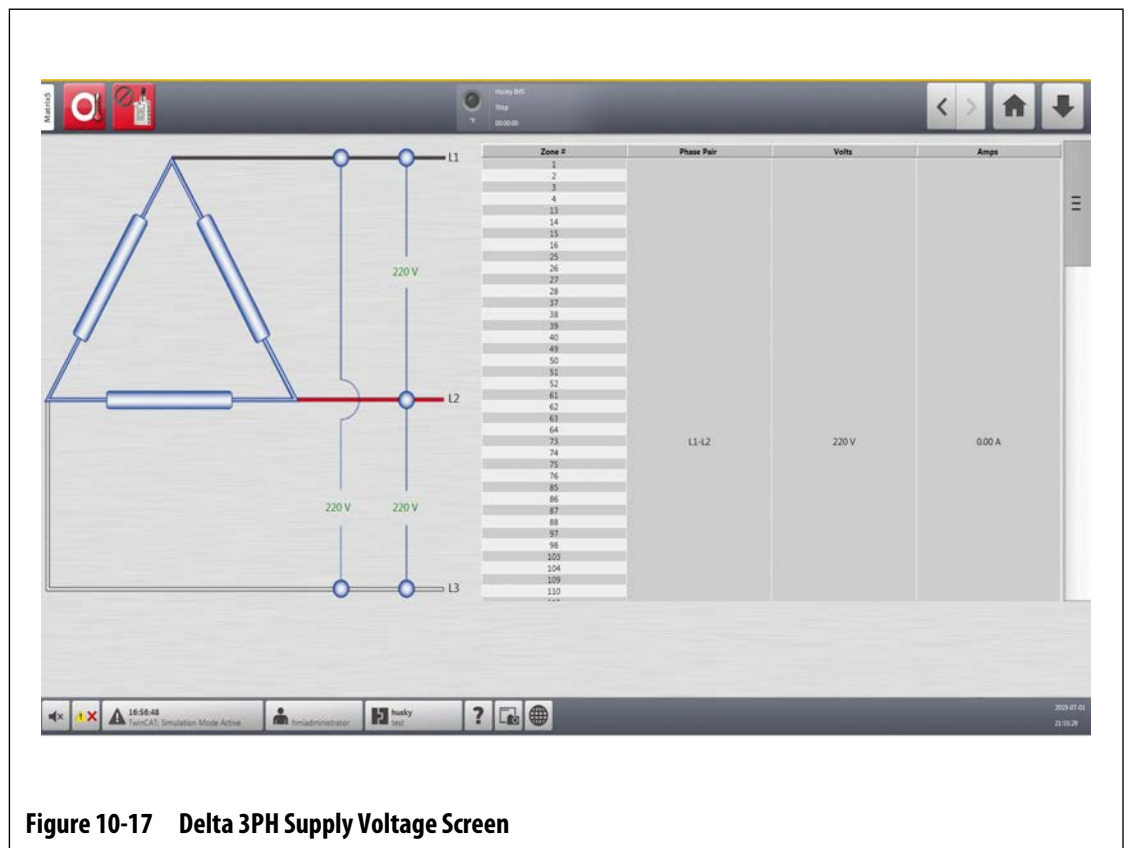 Matrix5
Husky IMS
Stop
°F
00:00:00
L1
220 V
L2
220 V
220 V
L3
Zone #
Phase Pair
Volts
Amps
1
2
3
4
13
14
15
16
25
26
27
28
37
38
39
40
49
50
51
52
61
62
63
64
73
74
75
76
85
86
87
88
97
98
103
104
109
110
L1-L2
220 V
0.00 A
16:56:48
TwinCAT: Simulation Mode Active
hmiadministrator
husky
test
?
2019-07-01
21:55:29
Figure 10-17 Delta 3PH Supply Voltage Screen